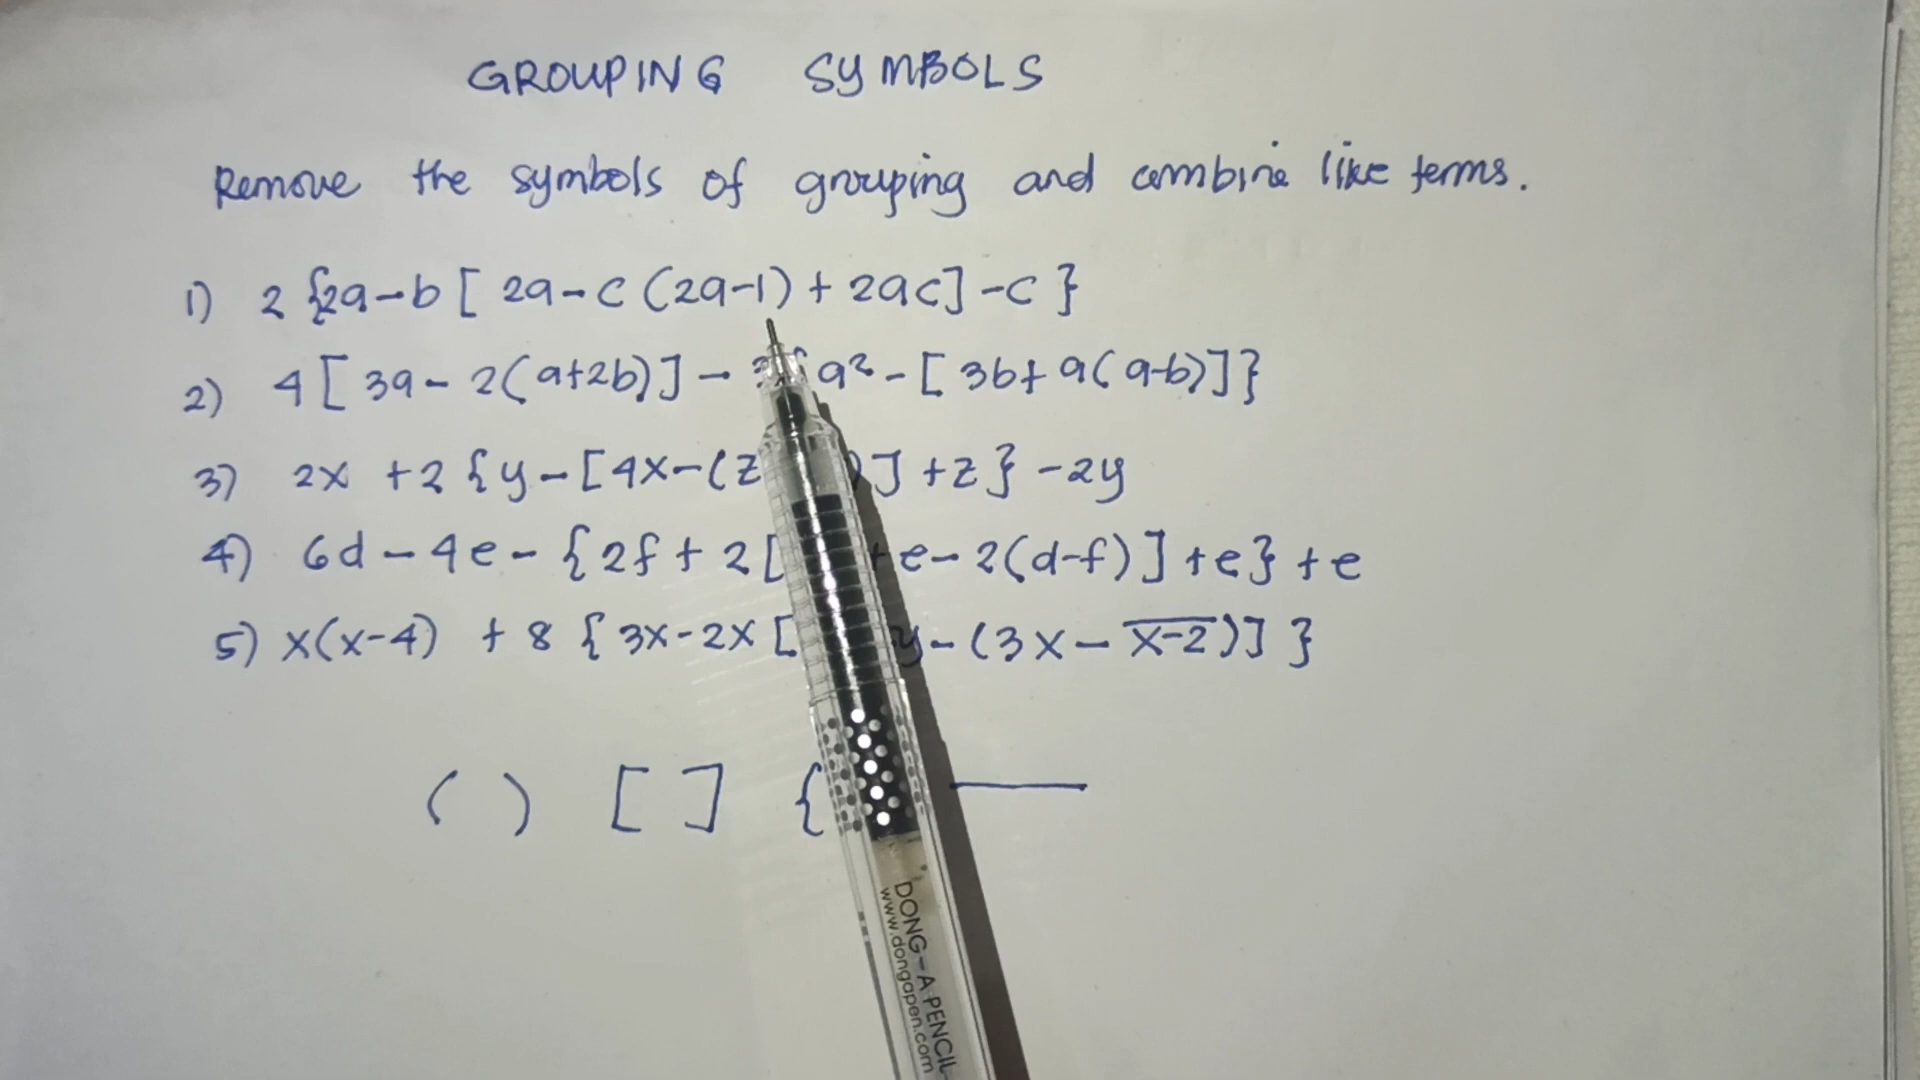 GROUPING SYMBOLS
Remove the symbols of grouping and combine like terms.
1) 2 {2a-b [ 2a-c (2a-1) + 2ac] -c }
2) 4 [ 3a - 2(a+2b)] - { a² - [ 3b + a(a-b)]}
3) 2x +2 { y - [4x-(z )] +z} -2y
4) 6d - 4e - {2f + 2 [ + e- 2(d-f)] +e} +e
5) x(x-4) + 8 { 3x-2x [ y - (3x - x̅-̅2̅)] }
( ) [ ] { —
DONG-A PENCIL
www.dongapen.com